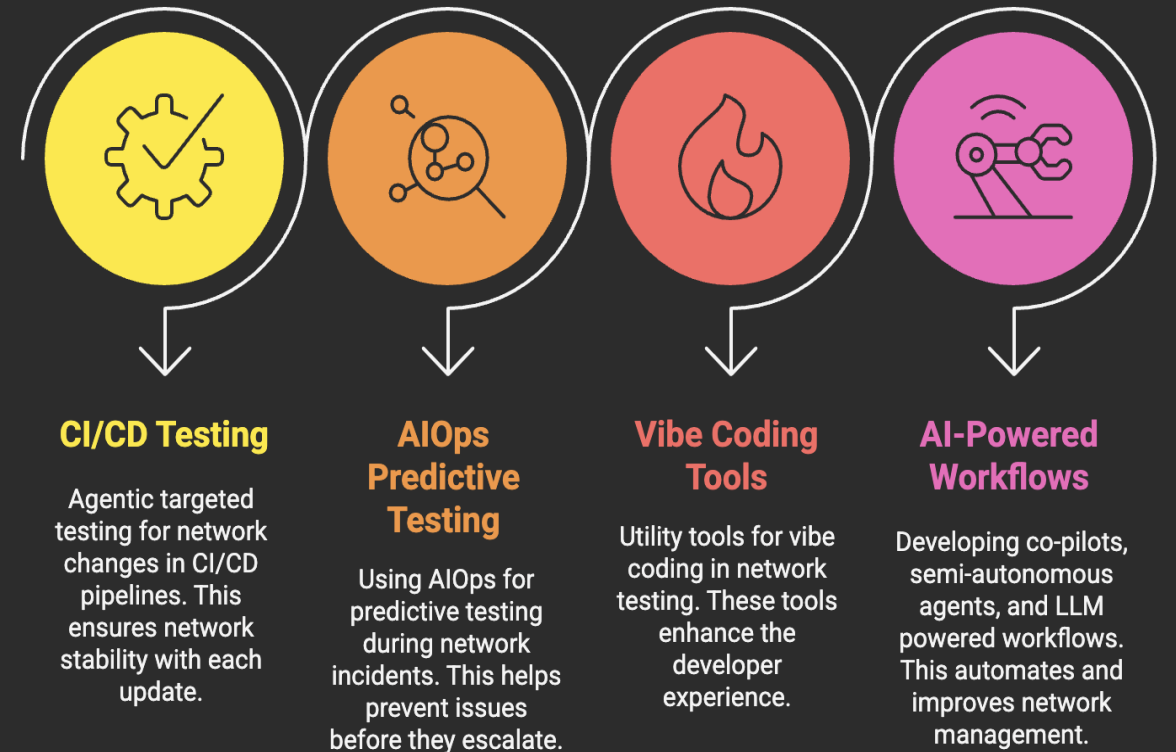 CI/CD Testing
Agentic targeted
testing for network
changes in CI/CD
pipelines. This
ensures network
stability with each
update.
AIOps
Predictive
Testing
Using AIOps for
predictive testing
during network
incidents. This helps
prevent issues
before they escalate.
Vibe Coding
Tools
Utility tools for vibe
coding in network
testing. These tools
enhance the
developer
experience.
AI-Powered
Workflows
Developing co-pilots,
semi-autonomous
agents, and LLM
powered workflows.
This automates and
improves network
management.